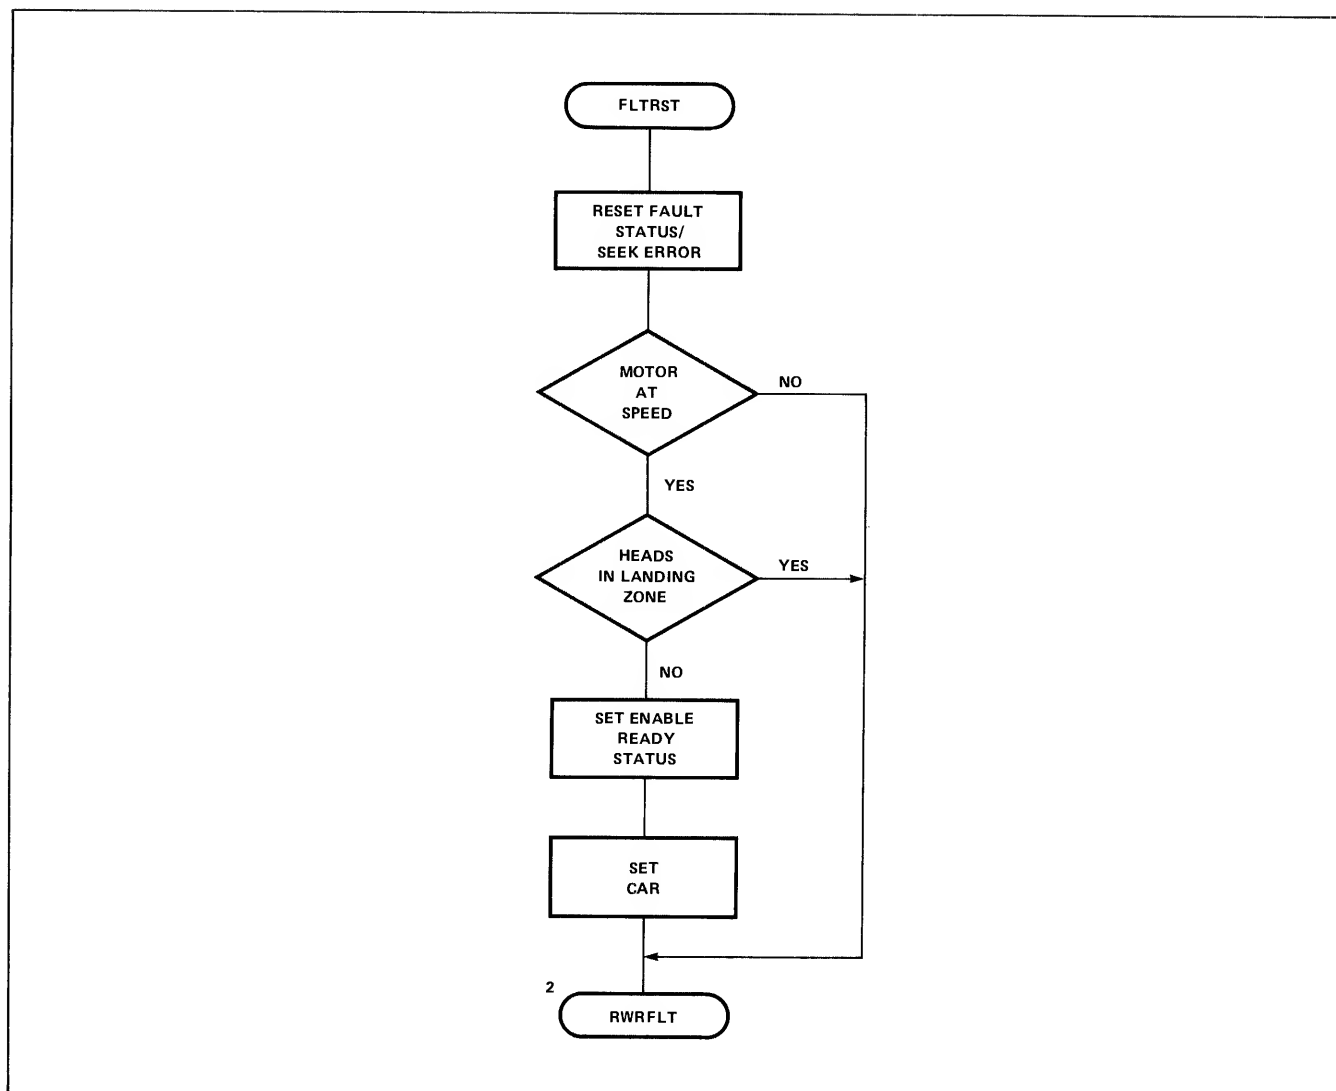 FLTRST
RESET FAULT
STATUS/
SEEK ERROR
MOTOR
AT
SPEED
NO
YES
HEADS
IN LANDING
ZONE
YES
NO
SET ENABLE
READY
STATUS
SET
CAR
2
RWRFLT